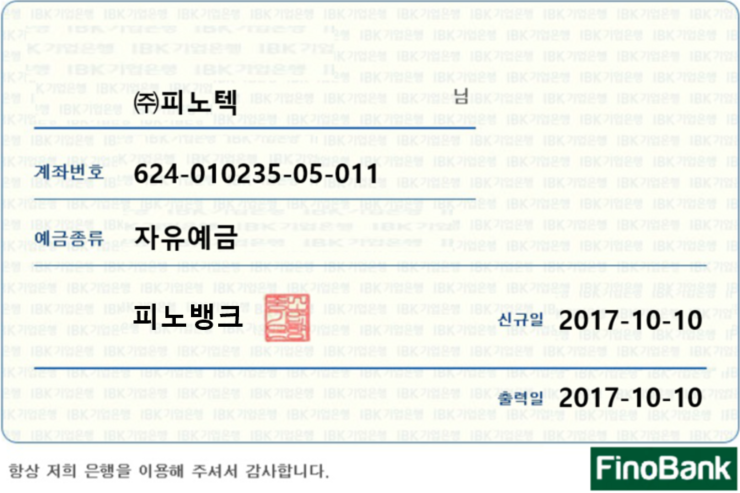 ㈜피노텍 님
계좌번호 624-010235-05-011
예금종류 자유예금
피노뱅크 신규일 2017-10-10
출력일 2017-10-10
항상 저희 은행을 이용해 주셔서 감사합니다.
FinoBank